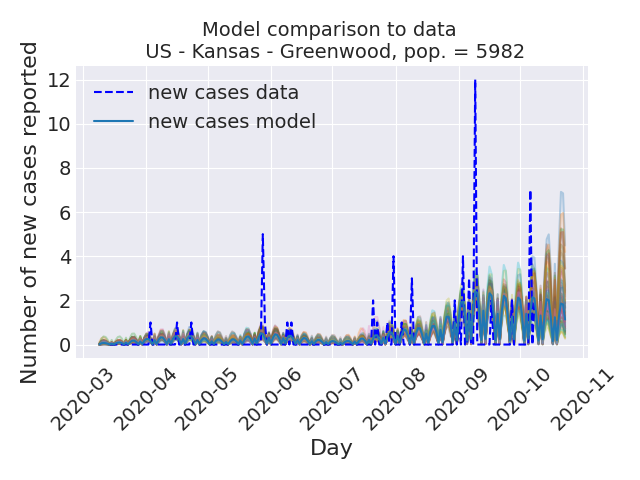 Model comparison to data
US - Kansas - Greenwood, pop. = 5982
Number of new cases reported
12
10
8
6
4
2
0
new cases data
new cases model
2020-03
2020-04
2020-05
2020-06
2020-07
2020-08
2020-09
2020-10
2020-11
Day